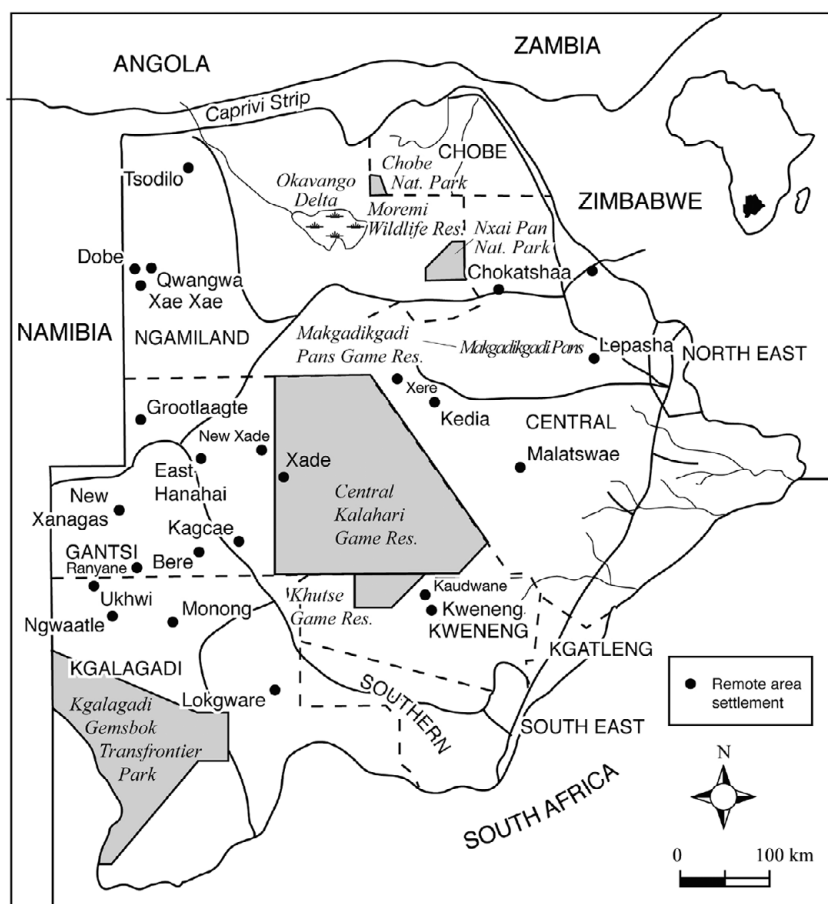 ZAMBIA
ANGOLA
Caprivi Strip
CHOBE
Chobe
Nat. Park
Tsodilo
Okavango
Delta
ZIMBABWE
Moremi
Wildlife Res.
Nxai Pan
Nat. Park
Dobe
Qwangwa
Xae Xae
Chokatshaa
NAMIBIA
NGAMILAND
Makgadikgadi
Pans Game Res.
Makgadikgadi Pans
Lepasha
NORTH EAST
Xere
Kedia
Grootlaagte
CENTRAL
New Xade
Xade
Malatswae
East
Hanahai
New
Xanagas
Central
Kalahari
Game Res.
Kagcae
GANTSI
Bere
Ranyane
Ukhwi
Monong
Ngwaatle
Khutse
Game Res.
Kaudwane
Kweneng
KWENENG
KGATLENG
KGALAGADI
Lokgware
SOUTHERN
SOUTH EAST
Kgalagadi
Gemsbok
Transfrontier
Park
Remote area
settlement
SOUTH AFRICA
N
0 100 km